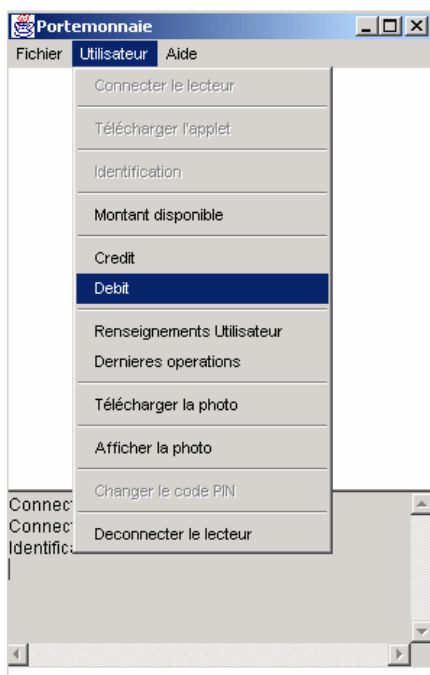 Portemonnaie
Fichier Utilisateur Aide
Connecter le lecteur
Télécharger l'applet
Identification
Montant disponible
Credit
Debit
Renseignements Utilisateur
Dernieres operations
Télécharger la photo
Afficher la photo
Changer le code PIN
Deconnecter le lecteur